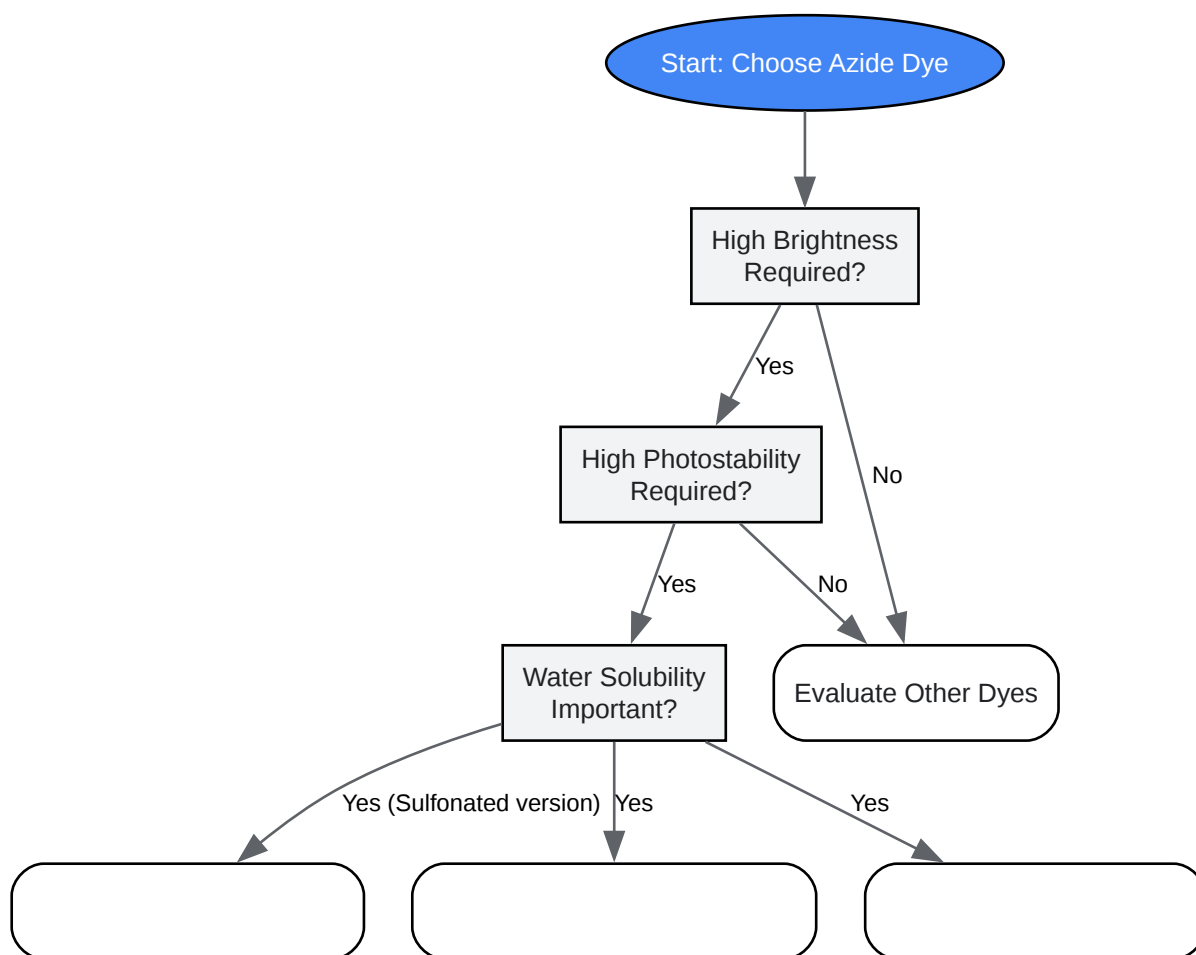 Start: Choose Azide Dye
High Brightness
Required?
Yes
High Photostability
Required?
No
Yes
No
Water Solubility
Important?
Evaluate Other Dyes
Yes (Sulfonated version)
Yes
Yes